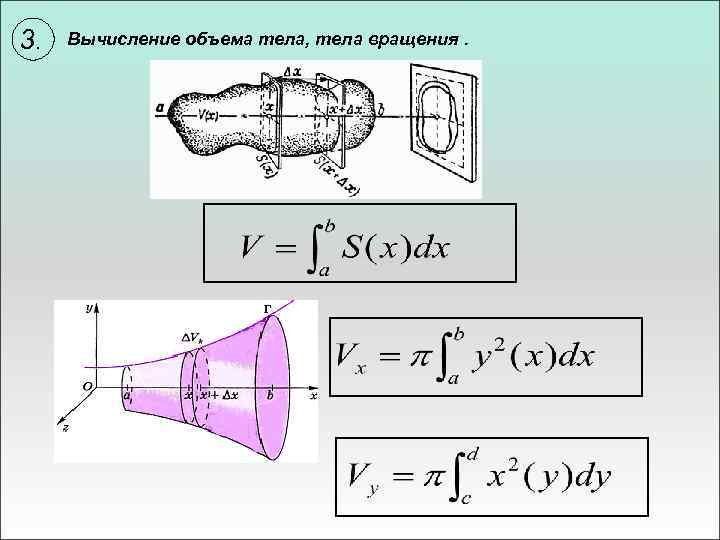 3.
Вычисление объема тела, тела вращения .
Δx
a V(x) x x+Δx b
S(x) S(x+Δx)
V = ∫_a^b S(x)dx
y Г
ΔV_k
O a x x + Δx b x
z
V_x = π ∫_a^b y²(x)dx
V_y = π ∫_c^d x²(y)dy